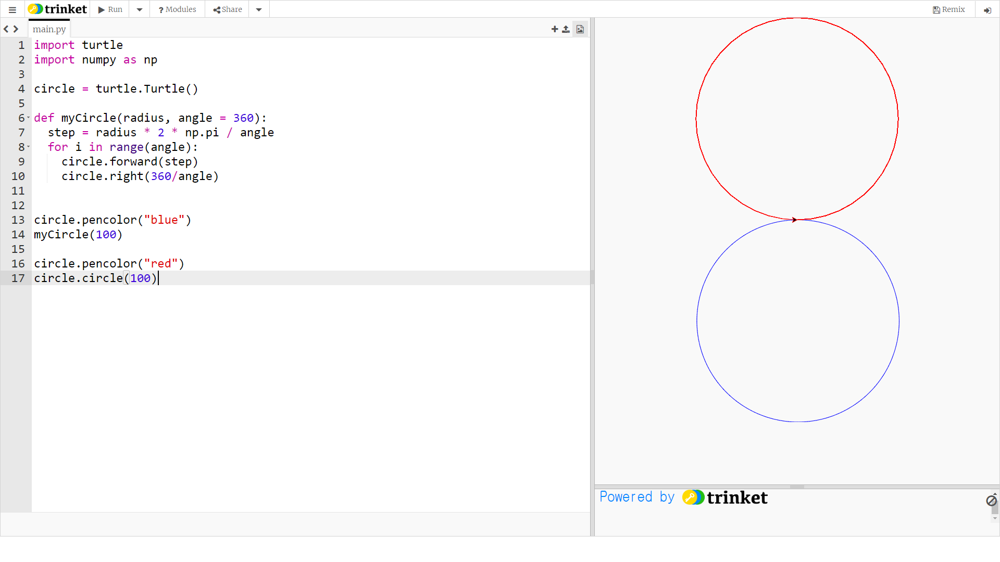 trinket Run ? Modules Share Remix
main.py
1 import turtle
2 import numpy as np
3
4 circle = turtle.Turtle()
5
6 def myCircle(radius, angle = 360):
7 step = radius * 2 * np.pi / angle
8 for i in range(angle):
9 circle.forward(step)
10 circle.right(360/angle)
11
12
13 circle.pencolor("blue")
14 myCircle(100)
15
16 circle.pencolor("red")
17 circle.circle(100)
Powered by trinket